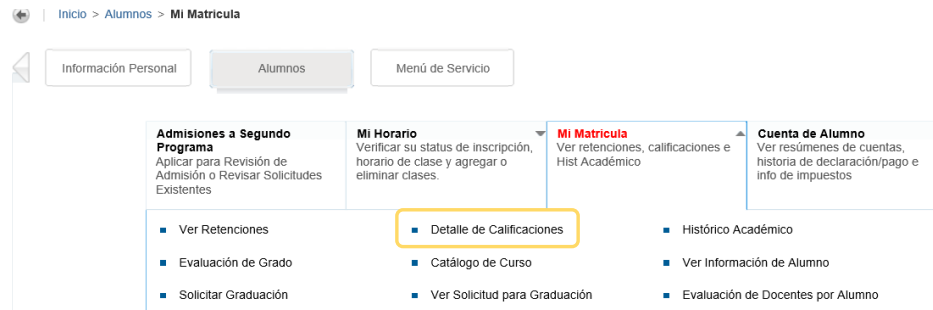 Inicio > Alumnos > Mi Matricula
Información Personal
Alumnos
Menú de Servicio
Admisiones a Segundo
Programa
Aplicar para Revisión de
Admisión o Revisar Solicitudes
Existentes
Mi Horario
Verificar su status de inscripción,
horario de clase y agregar o
eliminar clases.
Mi Matricula
Ver retenciones, calificaciones e
Hist Académico
Cuenta de Alumno
Ver resúmenes de cuentas,
historia de declaración/pago e
info de impuestos
Ver Retenciones
Detalle de Calificaciones
Histórico Académico
Evaluación de Grado
Catálogo de Curso
Ver Información de Alumno
Solicitar Graduación
Ver Solicitud para Graduación
Evaluación de Docentes por Alumno